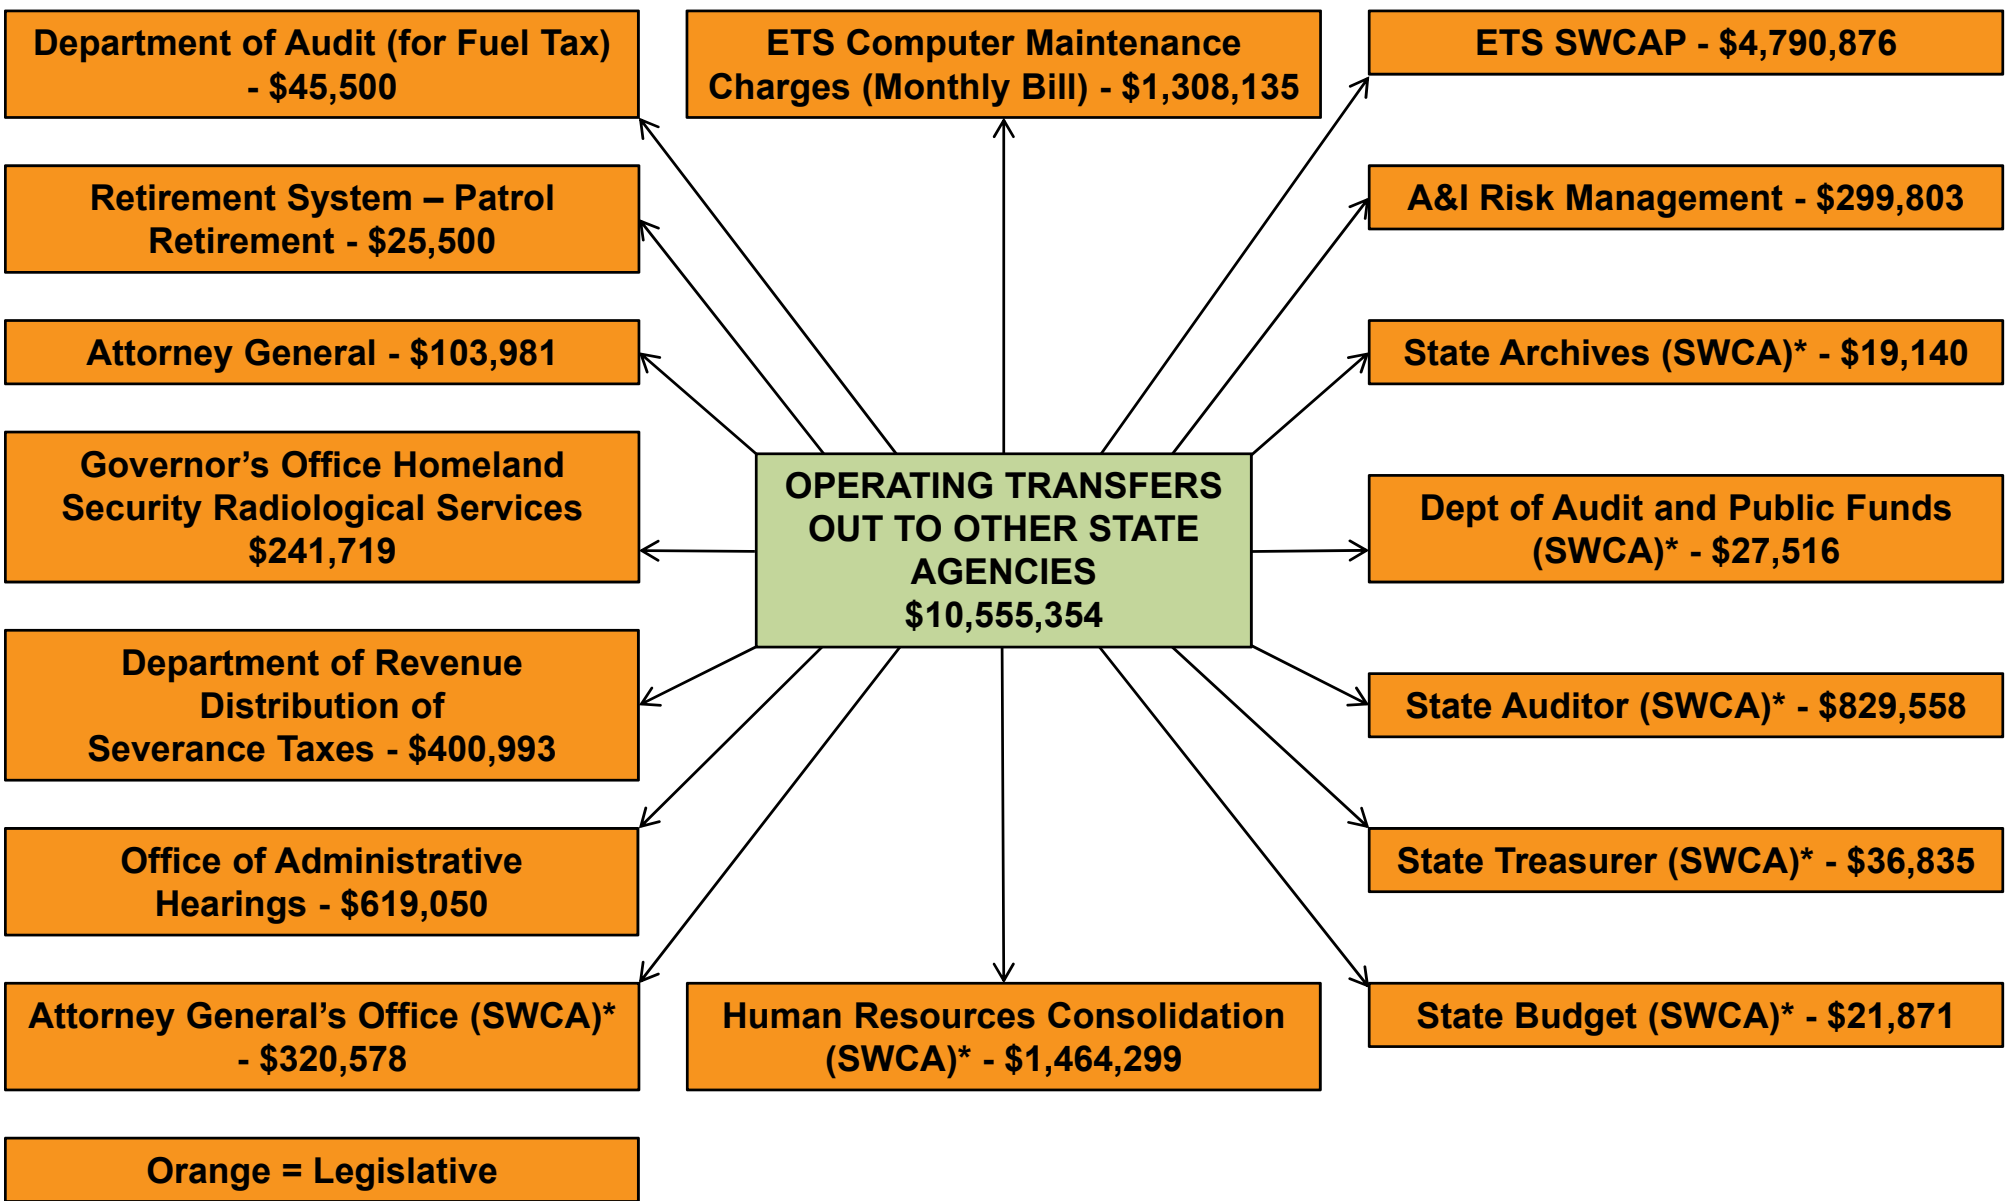 Department of Audit (for Fuel Tax)
- $45,500
ETS Computer Maintenance
Charges (Monthly Bill) - $1,308,135
ETS SWCAP - $4,790,876
Retirement System – Patrol
Retirement - $25,500
A&I Risk Management - $299,803
Attorney General - $103,981
State Archives (SWCA)* - $19,140
Governor’s Office Homeland
Security Radiological Services
$241,719
OPERATING TRANSFERS
OUT TO OTHER STATE
AGENCIES
$10,555,354
Dept of Audit and Public Funds
(SWCA)* - $27,516
Department of Revenue
Distribution of
Severance Taxes - $400,993
State Auditor (SWCA)* - $829,558
Office of Administrative
Hearings - $619,050
State Treasurer (SWCA)* - $36,835
Attorney General’s Office (SWCA)*
- $320,578
Human Resources Consolidation
(SWCA)* - $1,464,299
State Budget (SWCA)* - $21,871
Orange = Legislative